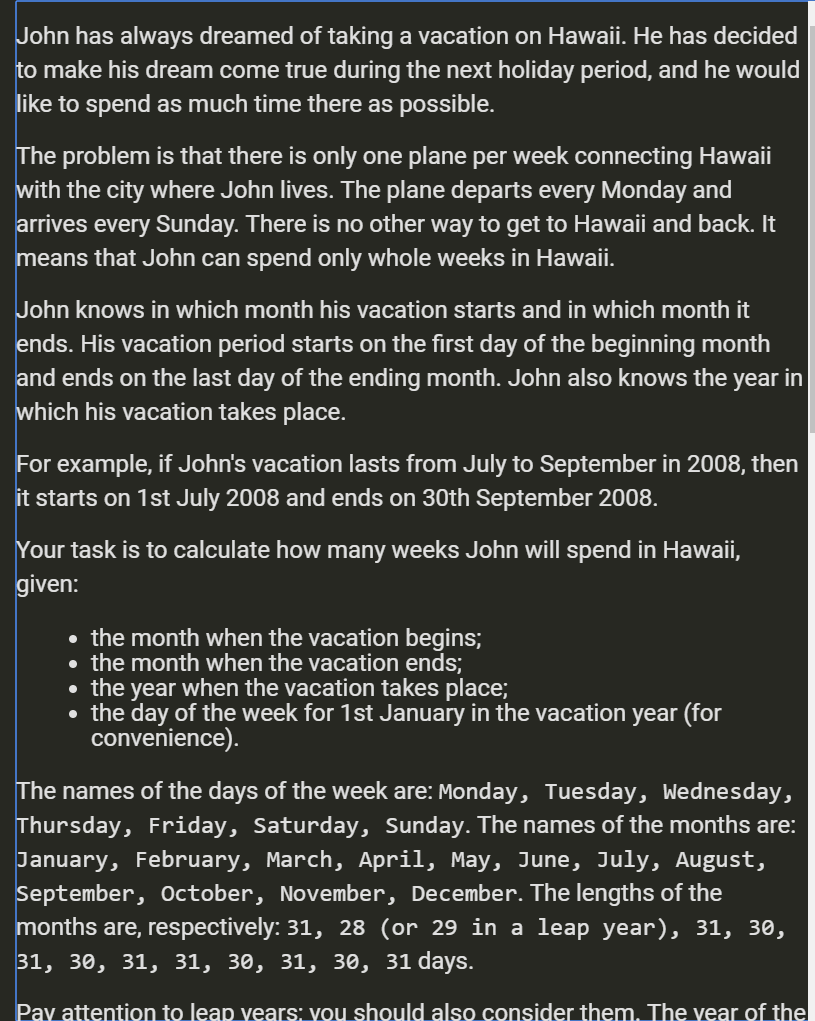 John has always dreamed of taking a vacation on Hawaii. He has decided
to make his dream come true during the next holiday period, and he would
like to spend as much time there as possible.
The problem is that there is only one plane per week connecting Hawaii
with the city where John lives. The plane departs every Monday and
arrives every Sunday. There is no other way to get to Hawaii and back. It
means that John can spend only whole weeks in Hawaii.
John knows in which month his vacation starts and in which month it
ends. His vacation period starts on the first day of the beginning month
and ends on the last day of the ending month. John also knows the year in
which his vacation takes place.
For example, if John's vacation lasts from July to September in 2008, then
it starts on 1st July 2008 and ends on 30th September 2008.
Your task is to calculate how many weeks John will spend in Hawaii,
given:
• the month when the vacation begins;
• the month when the vacation ends;
• the year when the vacation takes place;
• the day of the week for 1st January in the vacation year (for
convenience).
The names of the days of the week are: Monday, Tuesday, Wednesday,
Thursday, Friday, Saturday, Sunday. The names of the months are:
January, February, March, April, May, June, July, August,
September, October, November, December. The lengths of the
months are, respectively: 31, 28 (or 29 in a leap year), 31, 30,
31, 30, 31, 31, 30, 31, 30, 31 days.
Pay attention to leap years; you should also consider them. The year of the